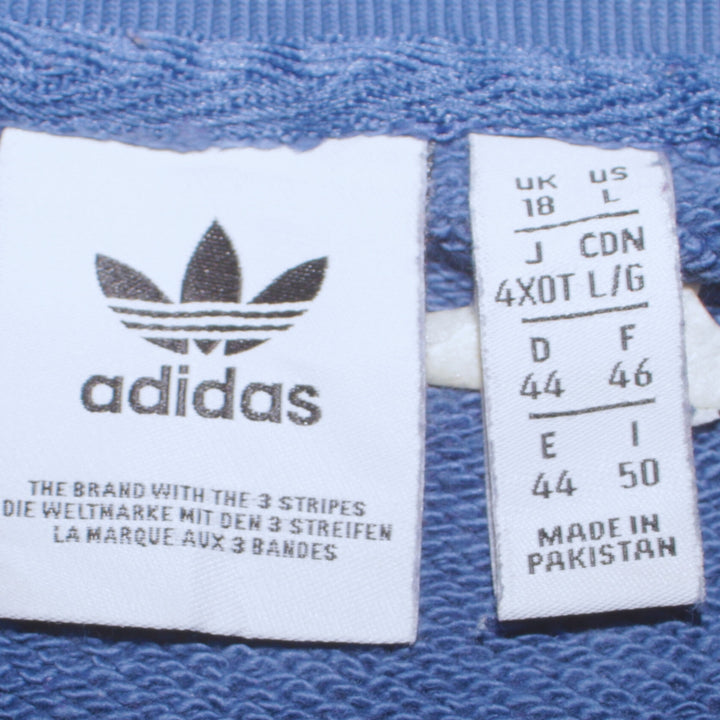 adidas
THE BRAND WITH THE 3 STRIPES
DIE WELTMARKE MIT DEN 3 STREIFEN
LA MARQUE AUX 3 BANDES
UK US
18 L
J CDN
4XOT L/G
D F
44 46
E I
44 50
MADE IN
PAKISTAN